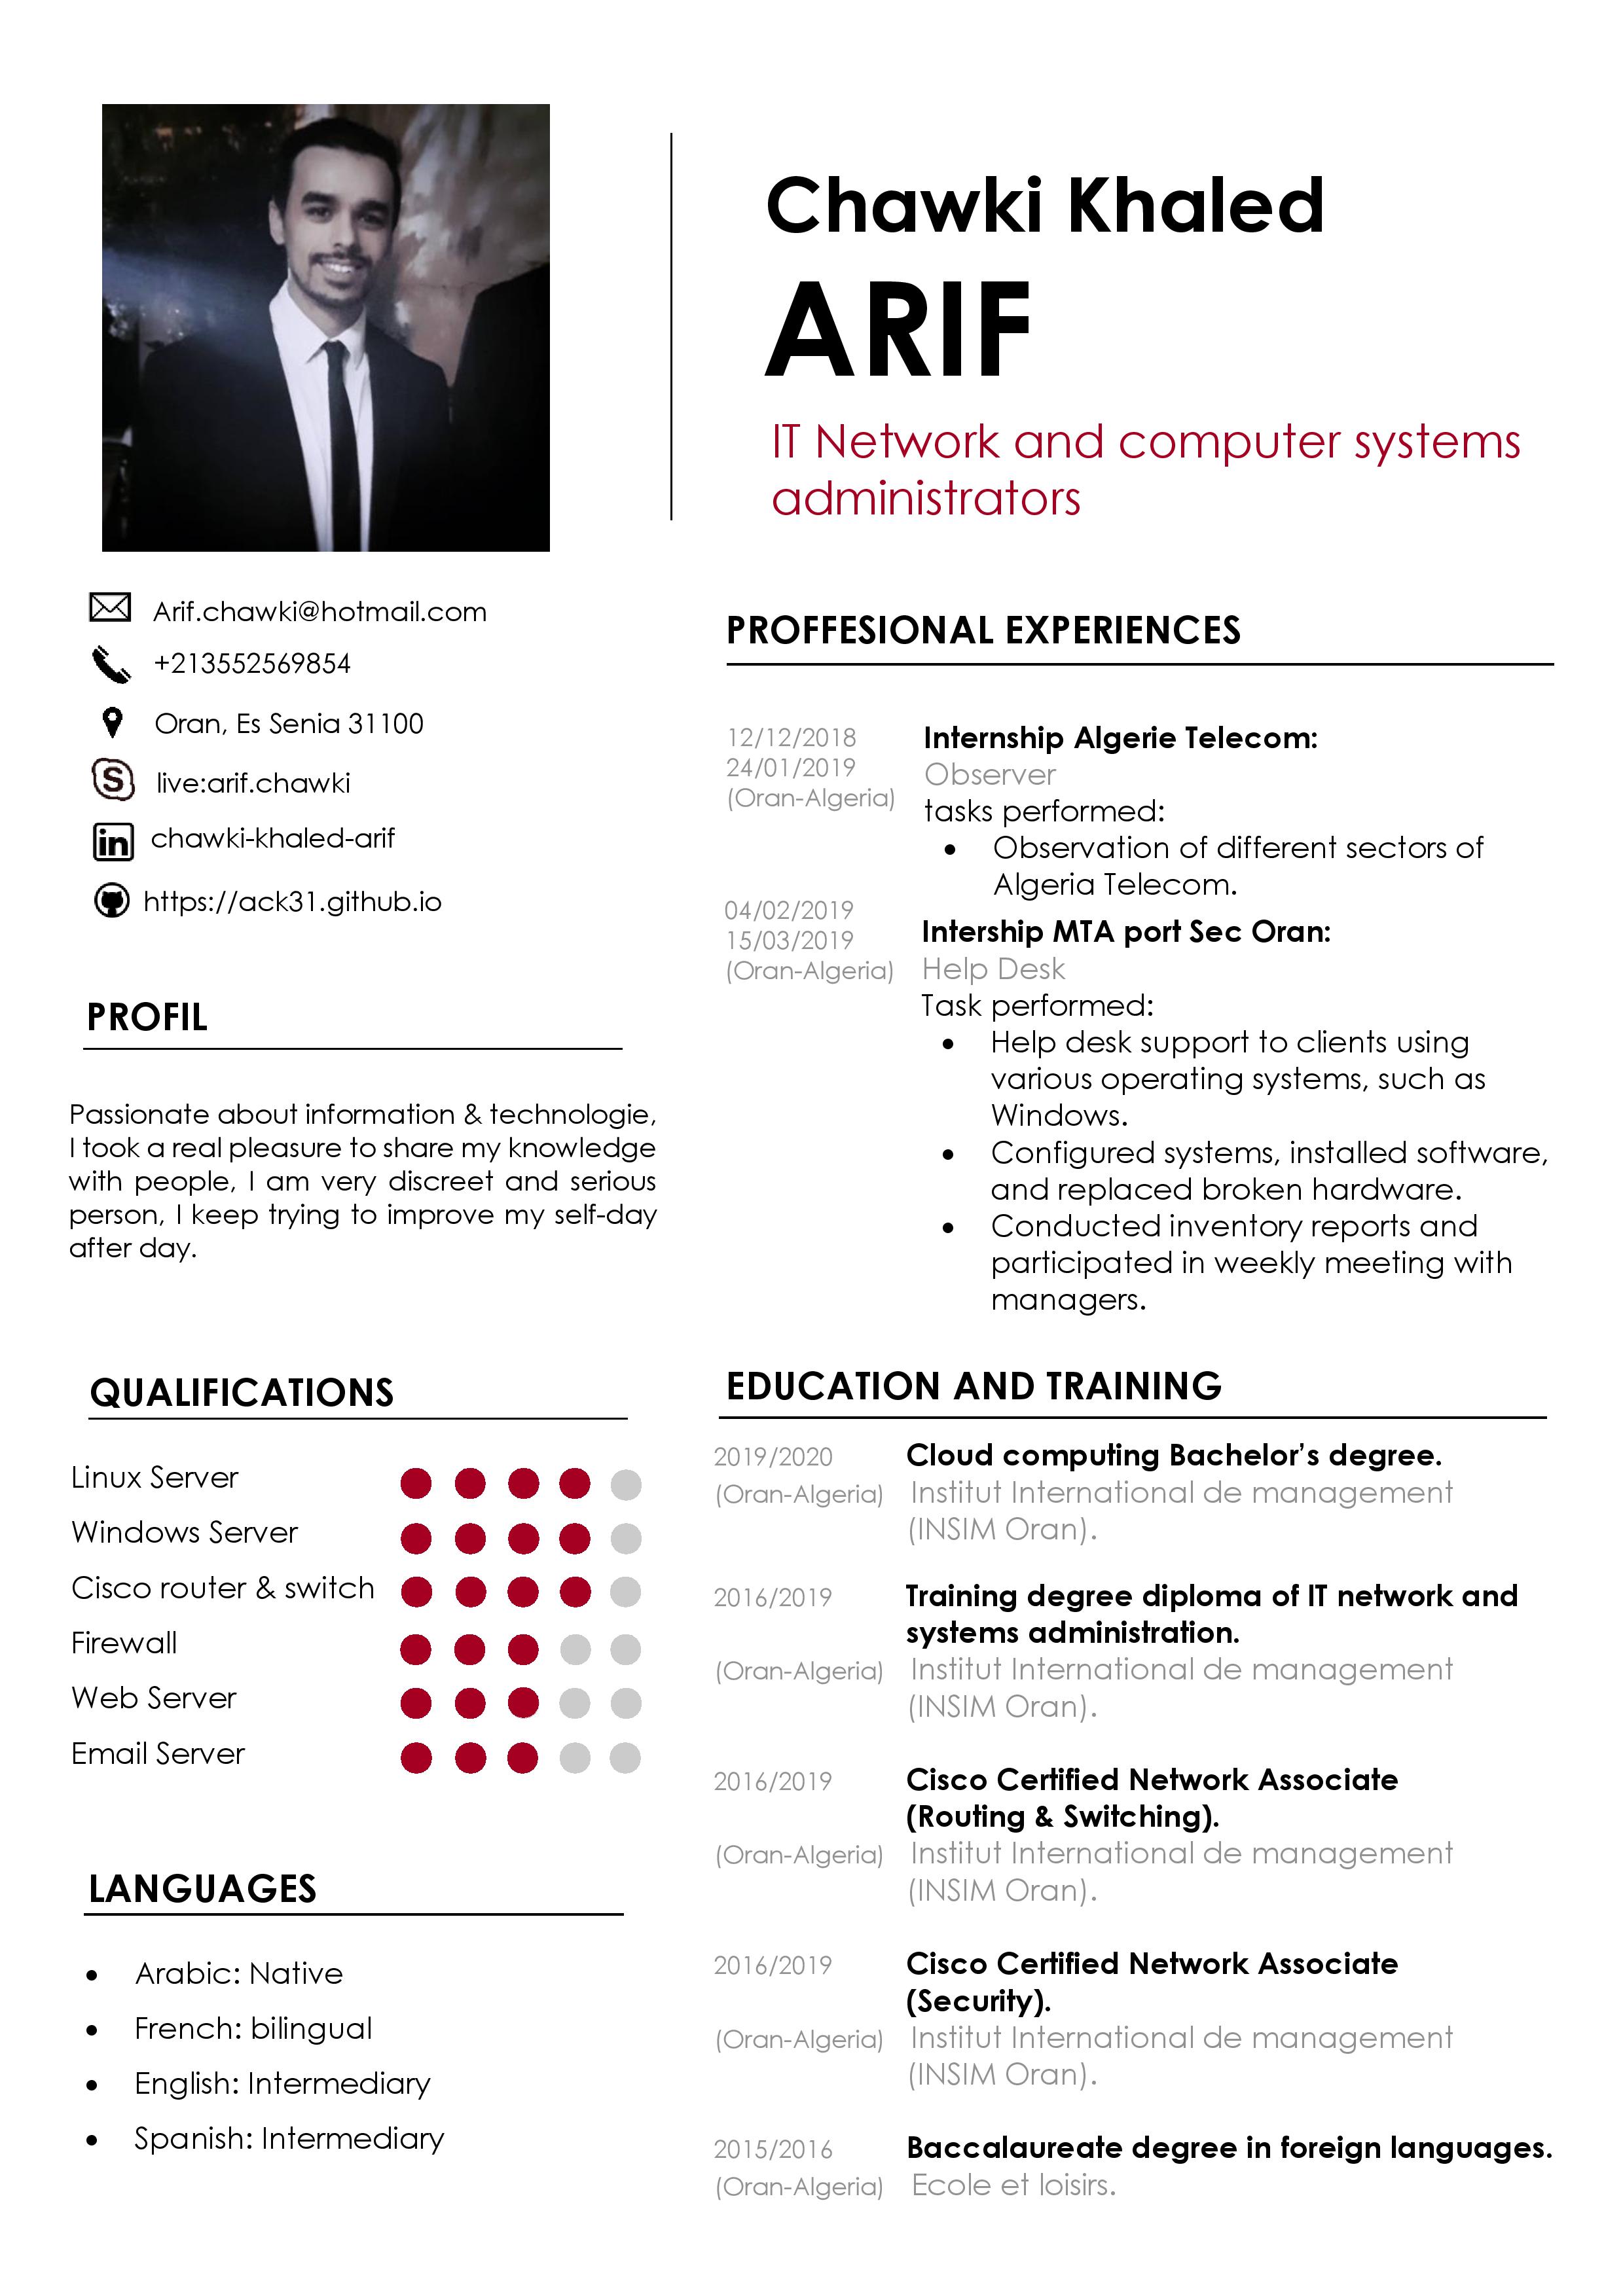 Chawki Khaled
ARIF
IT Network and computer systems
administrators
Arif.chawki@hotmail.com
+213552569854
Oran, Es Senia 31100
live:arif.chawki
in chawki-khaled-arif
https://ack31.github.io
PROFIL
Passionate about information & technologie,
I took a real pleasure to share my knowledge
with people, I am very discreet and serious
person, I keep trying to improve my self-day
after day.
QUALIFICATIONS
Linux Server
Windows Server
Cisco router & switch
Firewall
Web Server
Email Server
LANGUAGES
• Arabic: Native
• French: bilingual
• English: Intermediary
• Spanish: Intermediary
PROFFESIONAL EXPERIENCES
12/12/2018
24/01/2019
(Oran-Algeria)
Internship Algerie Telecom:
Observer
tasks performed:
• Observation of different sectors of
Algeria Telecom.
04/02/2019
15/03/2019
(Oran-Algeria)
Intership MTA port Sec Oran:
Help Desk
Task performed:
• Help desk support to clients using
various operating systems, such as
Windows.
• Configured systems, installed software,
and replaced broken hardware.
• Conducted inventory reports and
participated in weekly meeting with
managers.
EDUCATION AND TRAINING
2019/2020 Cloud computing Bachelor’s degree.
(Oran-Algeria) Institut International de management
(INSIM Oran).
2016/2019 Training degree diploma of IT network and
systems administration.
(Oran-Algeria) Institut International de management
(INSIM Oran).
2016/2019 Cisco Certified Network Associate
(Routing & Switching).
(Oran-Algeria) Institut International de management
(INSIM Oran).
2016/2019 Cisco Certified Network Associate
(Security).
(Oran-Algeria) Institut International de management
(INSIM Oran).
2015/2016 Baccalaureate degree in foreign languages.
(Oran-Algeria) Ecole et loisirs.